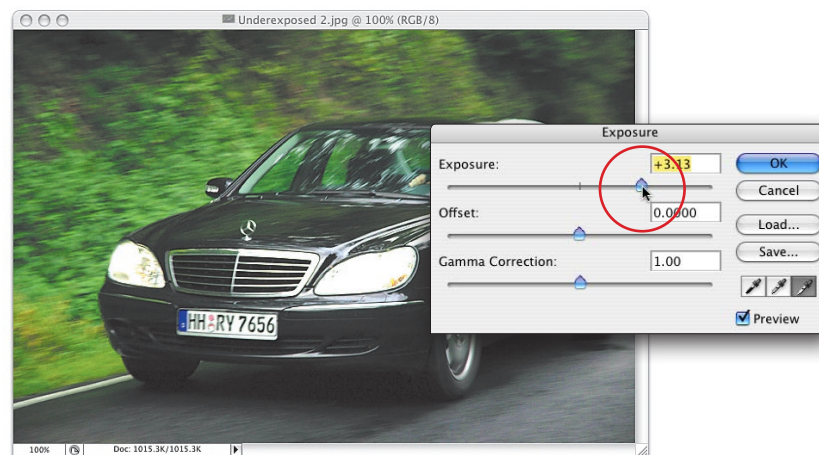 Underexposed 2.jpg @ 100% (RGB/8)
Exposure
Exposure:
+3.13
OK
Cancel
Offset:
0.0000
Load...
Gamma Correction:
1.00
Save...
Preview
HH RY 7656
100%
Doc: 1015.3K/1015.3K